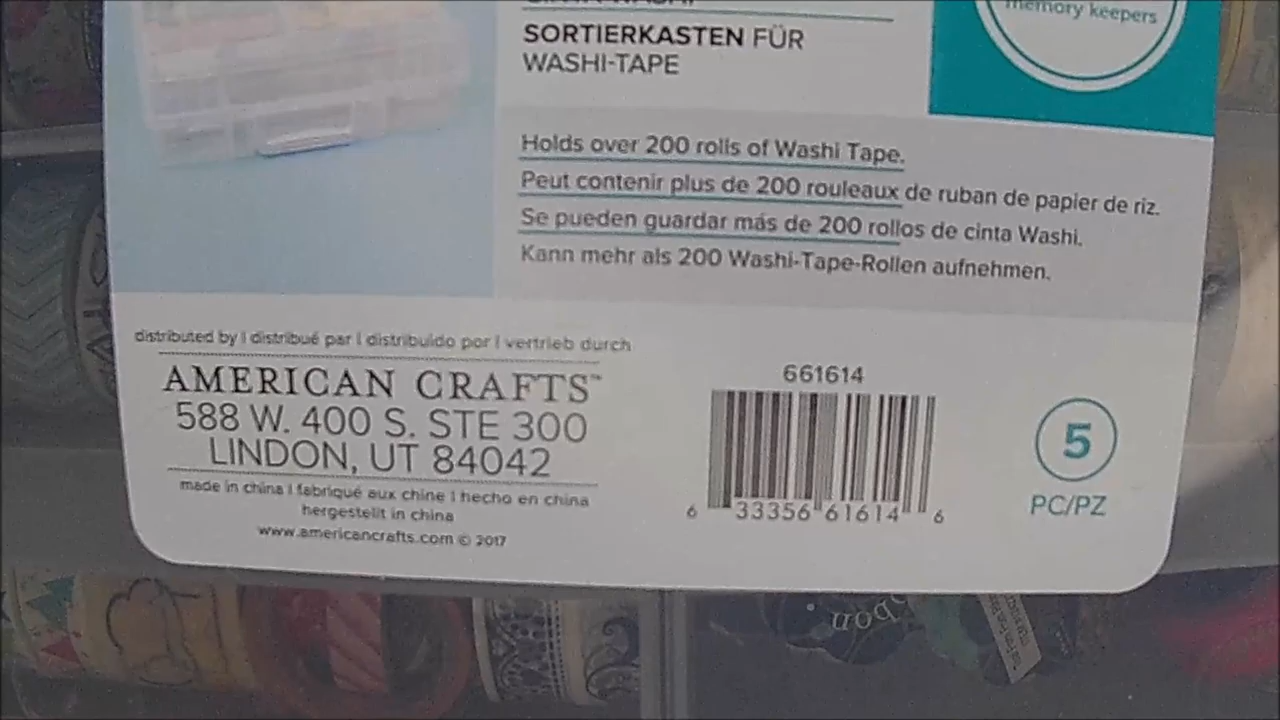 memory keepers
SORTIERKASTEN FÜR
WASHI-TAPE
Holds over 200 rolls of Washi Tape.
Peut contenir plus de 200 rouleaux de ruban de papier de riz.
Se pueden guardar más de 200 rollos de cinta Washi.
Kann mehr als 200 Washi-Tape-Rollen aufnehmen.
distributed by | distribué par | distribuido por | vertrieb durch
AMERICAN CRAFTS™
588 W. 400 S. STE 300
LINDON, UT 84042
made in china | fabriqué aux chine | hecho en china
hergestellt in china
www.americancrafts.com © 2017
661614
6 33356 61614 6
5
PC/PZ